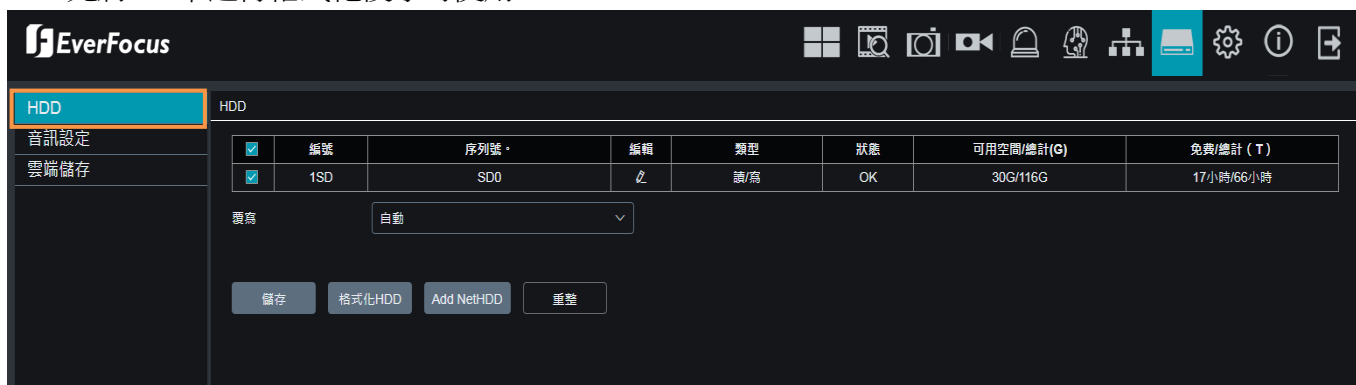 EverFocus
HDD
音訊設定
雲端儲存
HDD
編號 序列號。 編輯 類型 狀態 可用空間/總計(G) 免費/總計 ( T )
1SD SD0 讀/寫 OK 30G/116G 17小時/66小時
覆寫 自動
儲存 格式化HDD Add NetHDD 重整